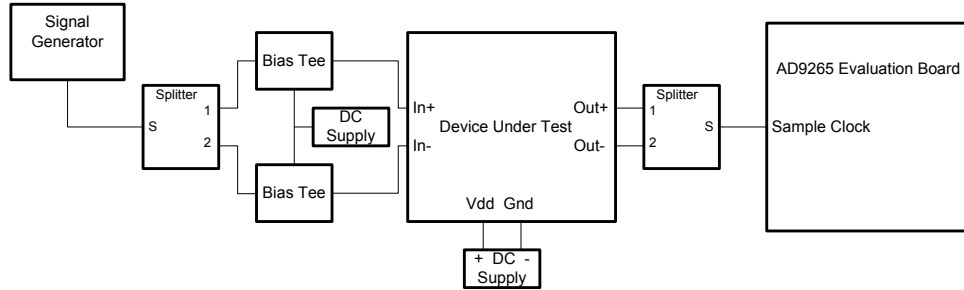 Signal
Generator
Splitter
1
S
2
Bias Tee
DC
Supply
Bias Tee
In+
In-
Device Under Test
Out+
Out-
Vdd Gnd
+ DC -
Supply
Splitter
1
S
2
AD9265 Evaluation Board
Sample Clock